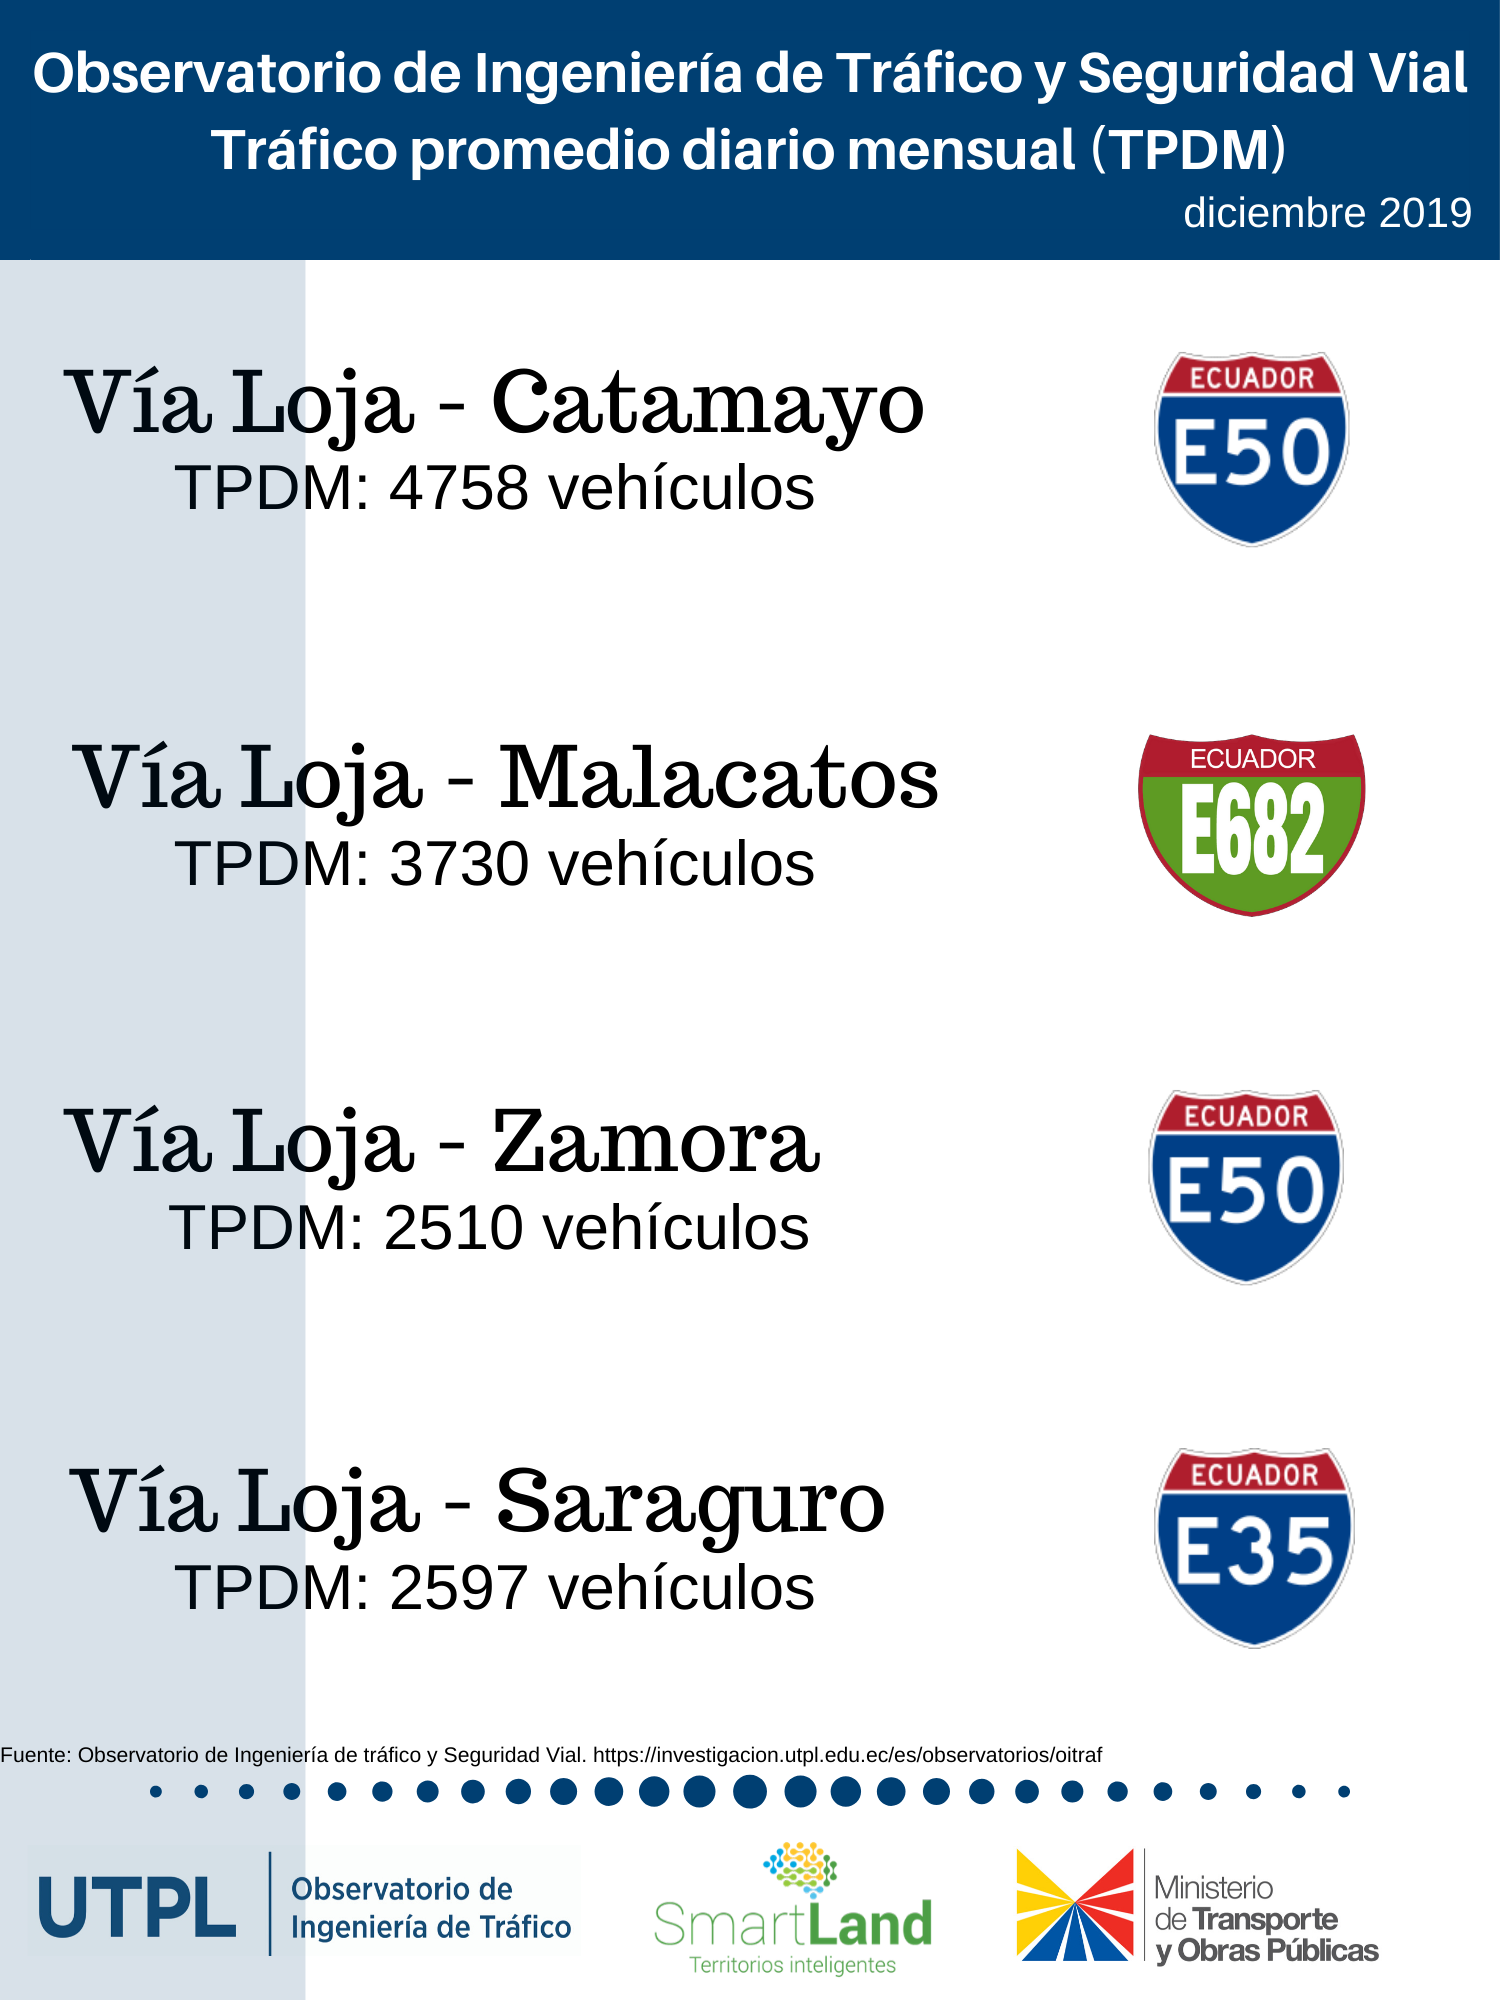 Observatorio de Ingeniería de Tráfico y Seguridad Vial
Tráfico promedio diario mensual (TPDM)
diciembre 2019
Vía Loja - Catamayo
TPDM: 4758 vehículos
ECUADOR
E50
Vía Loja - Malacatos
TPDM: 3730 vehículos
ECUADOR
E682
Vía Loja - Zamora
TPDM: 2510 vehículos
ECUADOR
E50
Vía Loja - Saraguro
TPDM: 2597 vehículos
ECUADOR
E35
Fuente: Observatorio de Ingeniería de tráfico y Seguridad Vial. https://investigacion.utpl.edu.ec/es/observatorios/oitraf
UTPL
Observatorio de
Ingeniería de Tráfico
SmartLand
Territorios inteligentes
Ministerio
de Transporte
y Obras Públicas